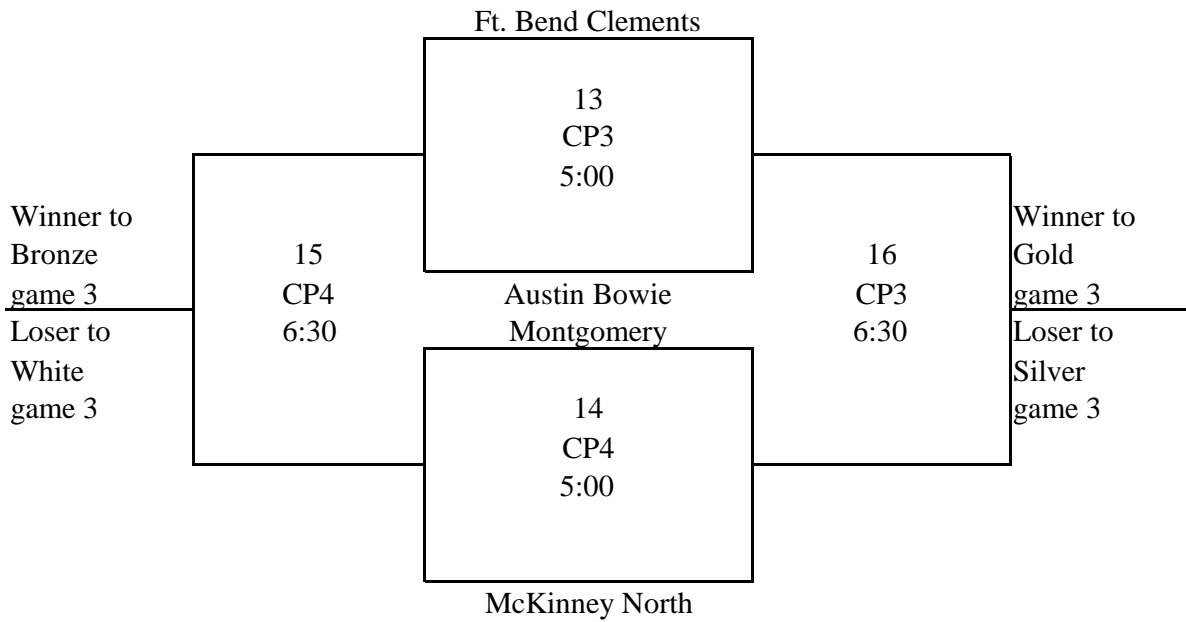 Ft. Bend Clements
13
CP3
5:00
Winner to
Bronze
game 3
Loser to
White
game 3
15
CP4
6:30
Austin Bowie
Montgomery
16
CP3
6:30
Winner to
Gold
game 3
Loser to
Silver
game 3
14
CP4
5:00
McKinney North